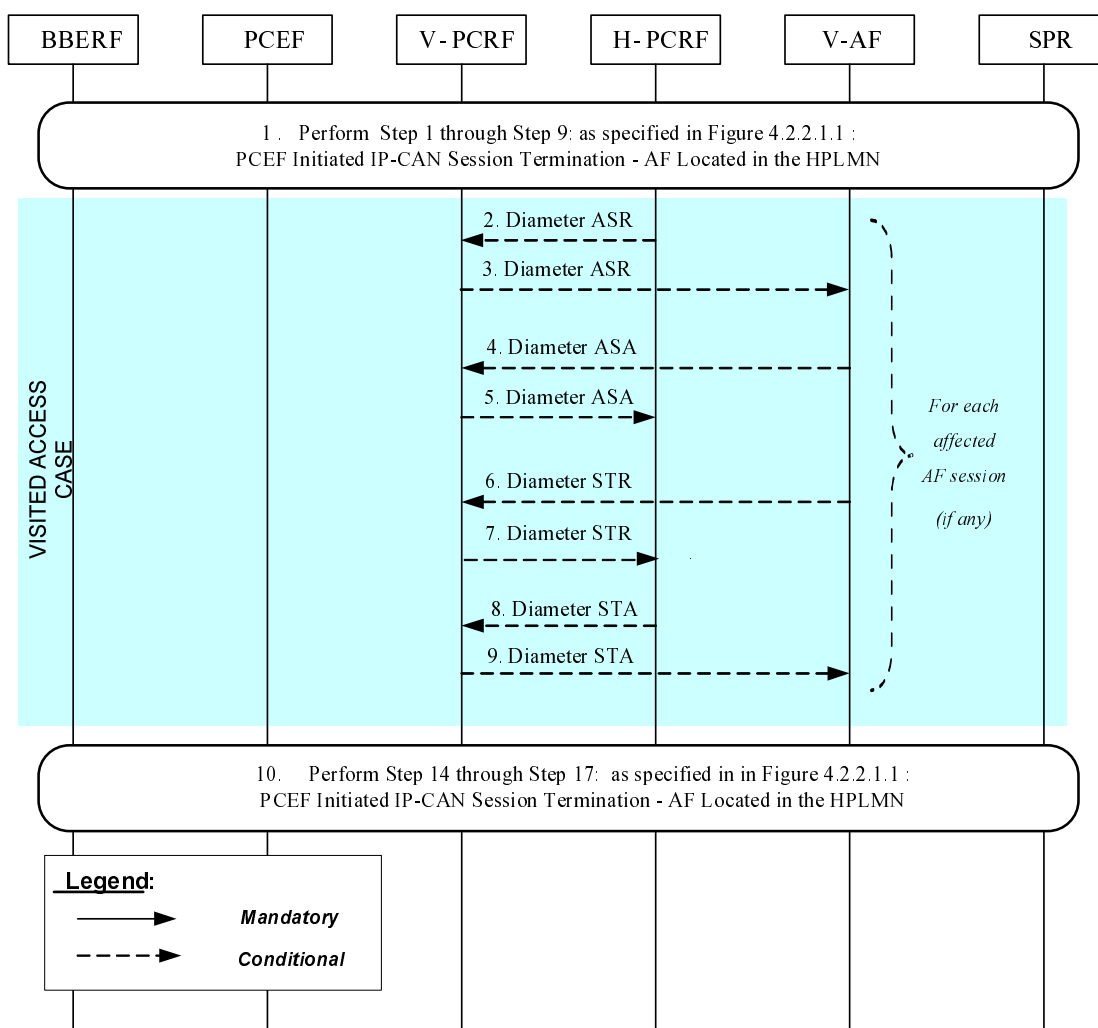 BBERF
PCEF
V-PCRF
H-PCRF
V-AF
SPR
1. Perform Step 1 through Step 9: as specified in Figure 4.2.2.1.1 :
PCEF Initiated IP-CAN Session Termination - AF Located in the HPLMN
2. Diameter ASR
3. Diameter ASR
4. Diameter ASA
5. Diameter ASA
6. Diameter STR
7. Diameter STR
8. Diameter STA
9. Diameter STA
For each
affected
AF session
(if any)
VISITED ACCESS
CASE
10. Perform Step 14 through Step 17: as specified in in Figure 4.2.2.1.1 :
PCEF Initiated IP-CAN Session Termination - AF Located in the HPLMN
Legend:
Mandatory
Conditional